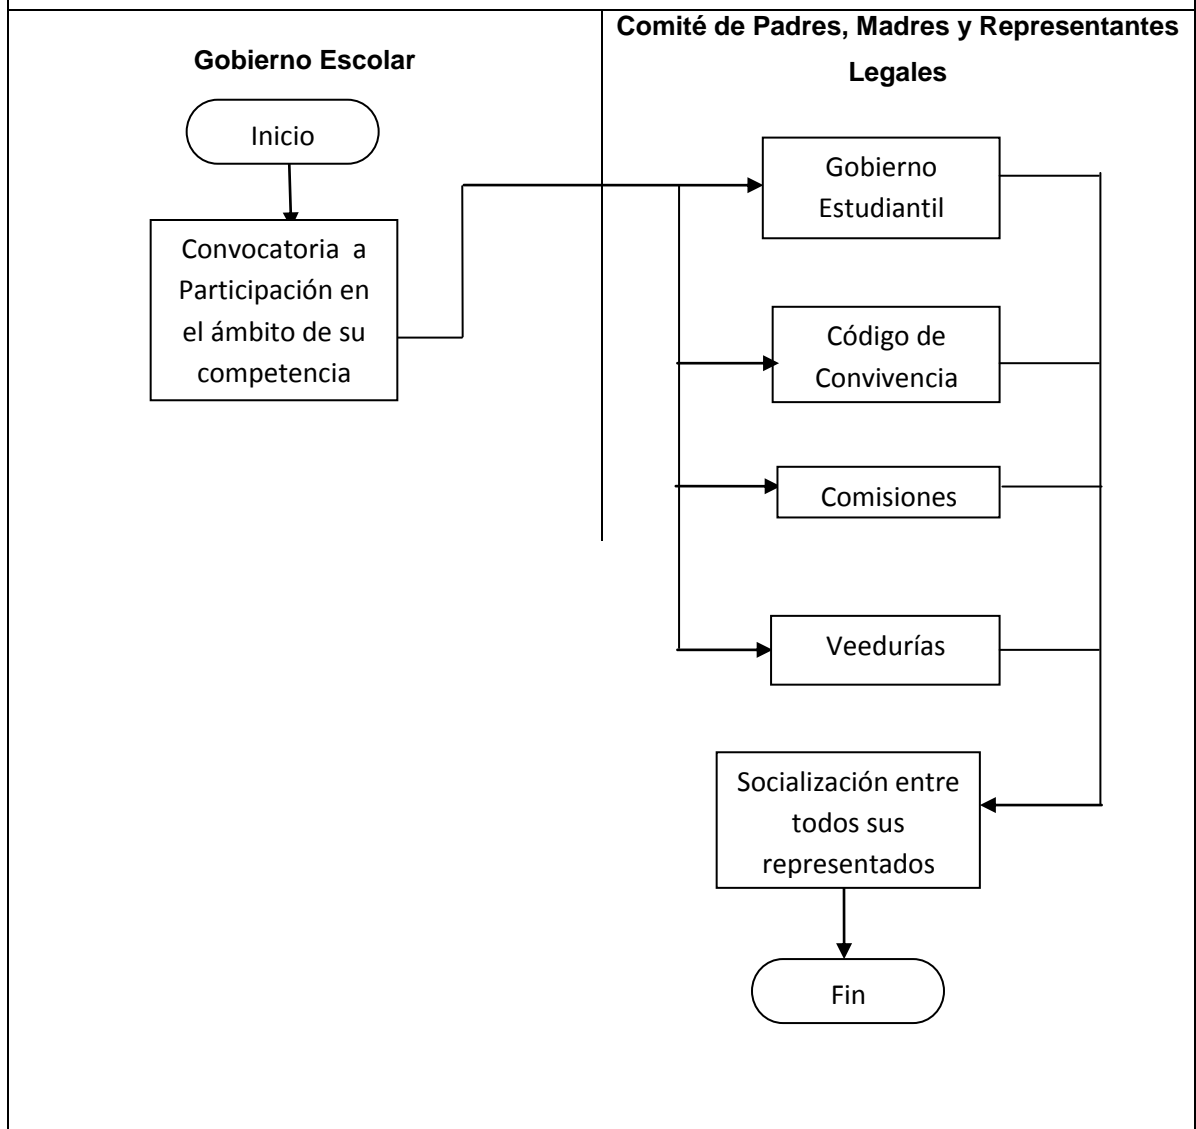 Gobierno Escolar
Comité de Padres, Madres y Representantes
Legales
Inicio
Convocatoria a
Participación en
el ámbito de su
competencia
Gobierno
Estudiantil
Código de
Convivencia
Comisiones
Veedurías
Socialización entre
todos sus
representados
Fin